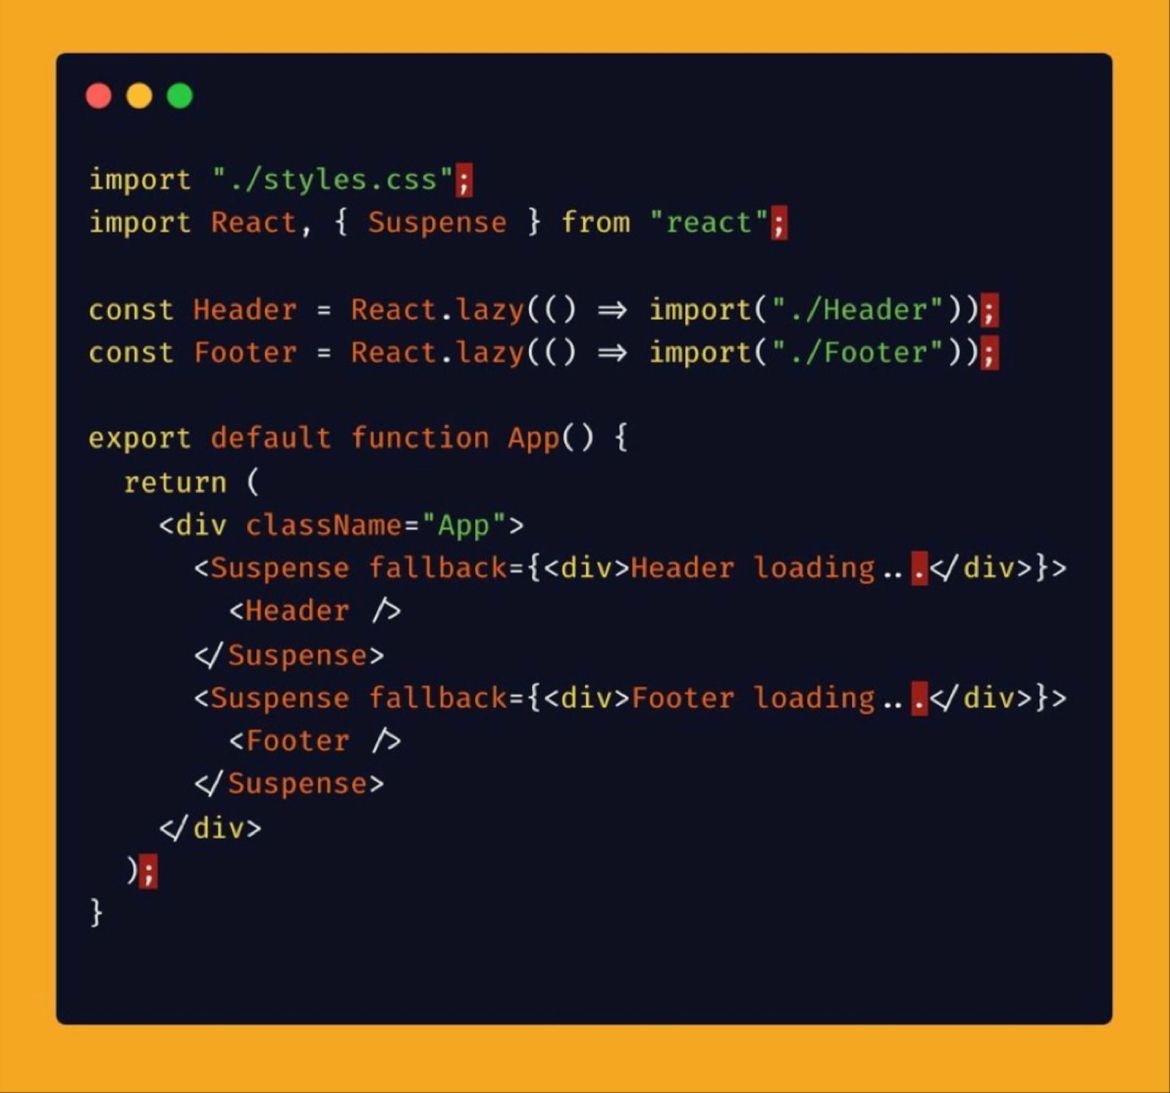 import "./styles.css";
import React, { Suspense } from "react";
const Header = React.lazy(() => import("./Header"));
const Footer = React.lazy(() => import("./Footer"));
export default function App() {
return (
<div className="App">
<Suspense fallback={<div>Header loading...</div>}>
<Header />
</Suspense>
<Suspense fallback={<div>Footer loading...</div>}>
<Footer />
</Suspense>
</div>
);
}